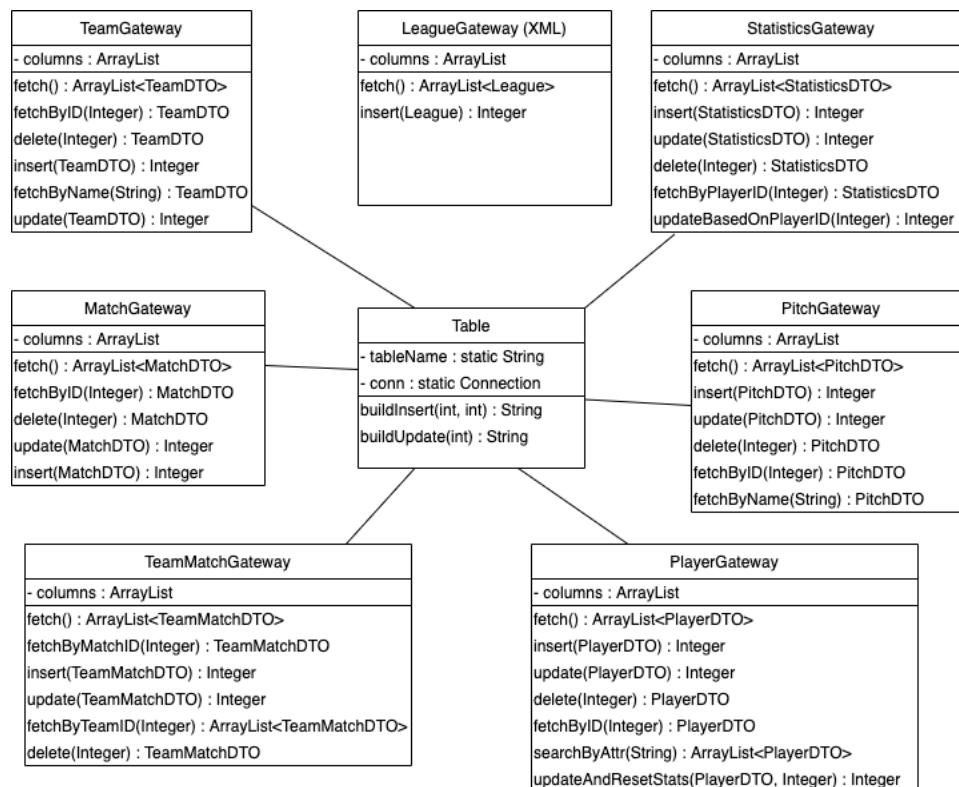 TeamGateway
- columns : ArrayList
fetch() : ArrayList<TeamDTO>
fetchByID(Integer) : TeamDTO
delete(Integer) : TeamDTO
insert(TeamDTO) : Integer
fetchByName(String) : TeamDTO
update(TeamDTO) : Integer
LeagueGateway (XML)
- columns : ArrayList
fetch() : ArrayList<League>
insert(League) : Integer
StatisticsGateway
- columns : ArrayList
fetch() : ArrayList<StatisticsDTO>
insert(StatisticsDTO) : Integer
update(StatisticsDTO) : Integer
delete(Integer) : StatisticsDTO
fetchByPlayerID(Integer) : StatisticsDTO
updateBasedOnPlayerID(Integer) : Integer
MatchGateway
- columns : ArrayList
fetch() : ArrayList<MatchDTO>
fetchByID(Integer) : MatchDTO
delete(Integer) : MatchDTO
update(MatchDTO) : Integer
insert(MatchDTO) : Integer
Table
- tableName : static String
- conn : static Connection
buildInsert(int, int) : String
buildUpdate(int) : String
PitchGateway
- columns : ArrayList
fetch() : ArrayList<PitchDTO>
insert(PitchDTO) : Integer
update(PitchDTO) : Integer
delete(Integer) : PitchDTO
fetchByID(Integer) : PitchDTO
fetchByName(String) : PitchDTO
TeamMatchGateway
- columns : ArrayList
fetch() : ArrayList<TeamMatchDTO>
fetchByMatchID(Integer) : TeamMatchDTO
insert(TeamMatchDTO) : Integer
update(TeamMatchDTO) : Integer
fetchByTeamID(Integer) : ArrayList<TeamMatchDTO>
delete(Integer) : TeamMatchDTO
PlayerGateway
- columns : ArrayList
fetch() : ArrayList<PlayerDTO>
insert(PlayerDTO) : Integer
update(PlayerDTO) : Integer
delete(Integer) : PlayerDTO
fetchByID(Integer) : PlayerDTO
searchByAttr(String) : ArrayList<PlayerDTO>
updateAndResetStats(PlayerDTO, Integer) : Integer